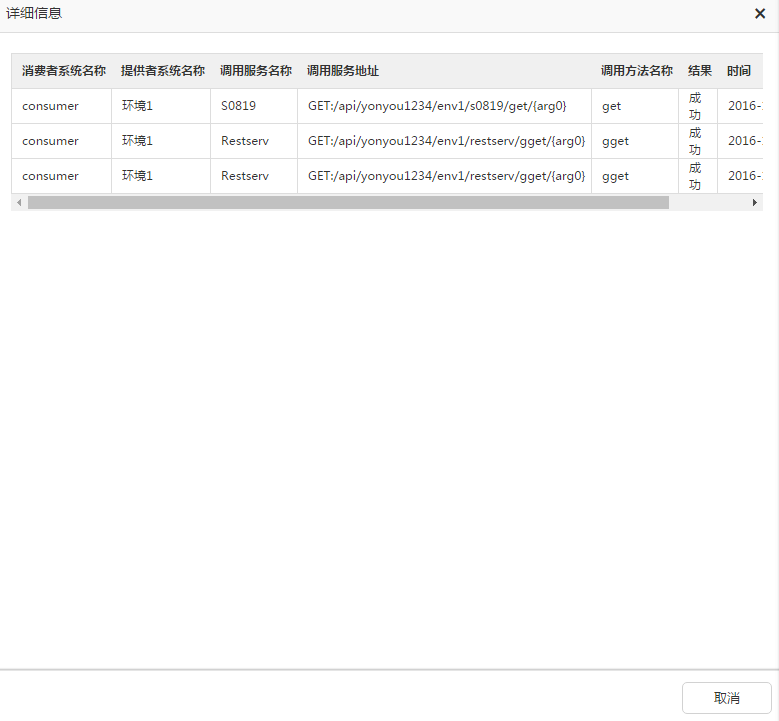 详细信息
消费者系统名称 提供者系统名称 调用服务名称 调用服务地址 调用方法名称 结果 时间
consumer 环境1 S0819 GET:/api/yonyou1234/env1/s0819/get/{arg0} get 成功 2016-
consumer 环境1 Restserv GET:/api/yonyou1234/env1/restserv/gget/{arg0} gget 成功 2016-
consumer 环境1 Restserv GET:/api/yonyou1234/env1/restserv/gget/{arg0} gget 成功 2016-
取消